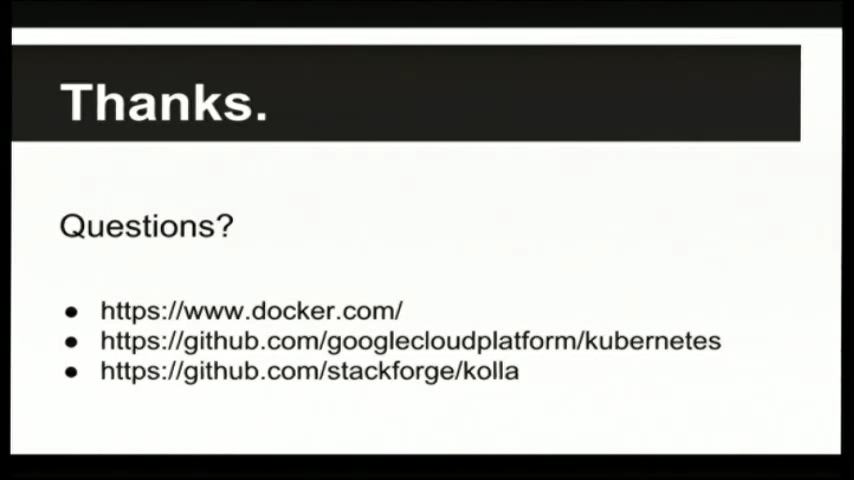 Thanks.
Questions?
● https://www.docker.com/
● https://github.com/googlecloudplatform/kubernetes
● https://github.com/stackforge/kolla